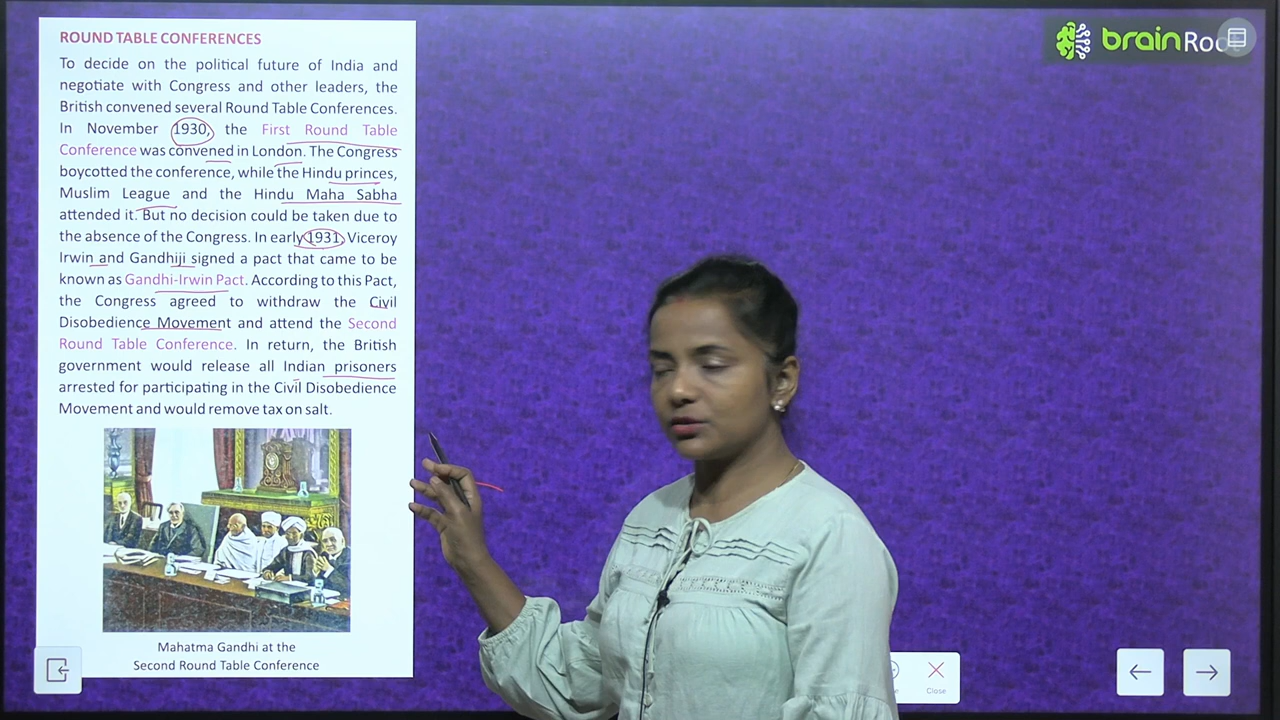 ROUND TABLE CONFERENCES
To decide on the political future of India and
negotiate with Congress and other leaders, the
British convened several Round Table Conferences.
In November 1930, the First Round Table
Conference was convened in London. The Congress
boycotted the conference, while the Hindu princes,
Muslim League and the Hindu Maha Sabha
attended it. But no decision could be taken due to
the absence of the Congress. In early 1931, Viceroy
Irwin and Gandhiji signed a pact that came to be
known as Gandhi-Irwin Pact. According to this Pact,
the Congress agreed to withdraw the Civil
Disobedience Movement and attend the Second
Round Table Conference. In return, the British
government would release all Indian prisoners
arrested for participating in the Civil Disobedience
Movement and would remove tax on salt.
Mahatma Gandhi at the
Second Round Table Conference
brain
Close